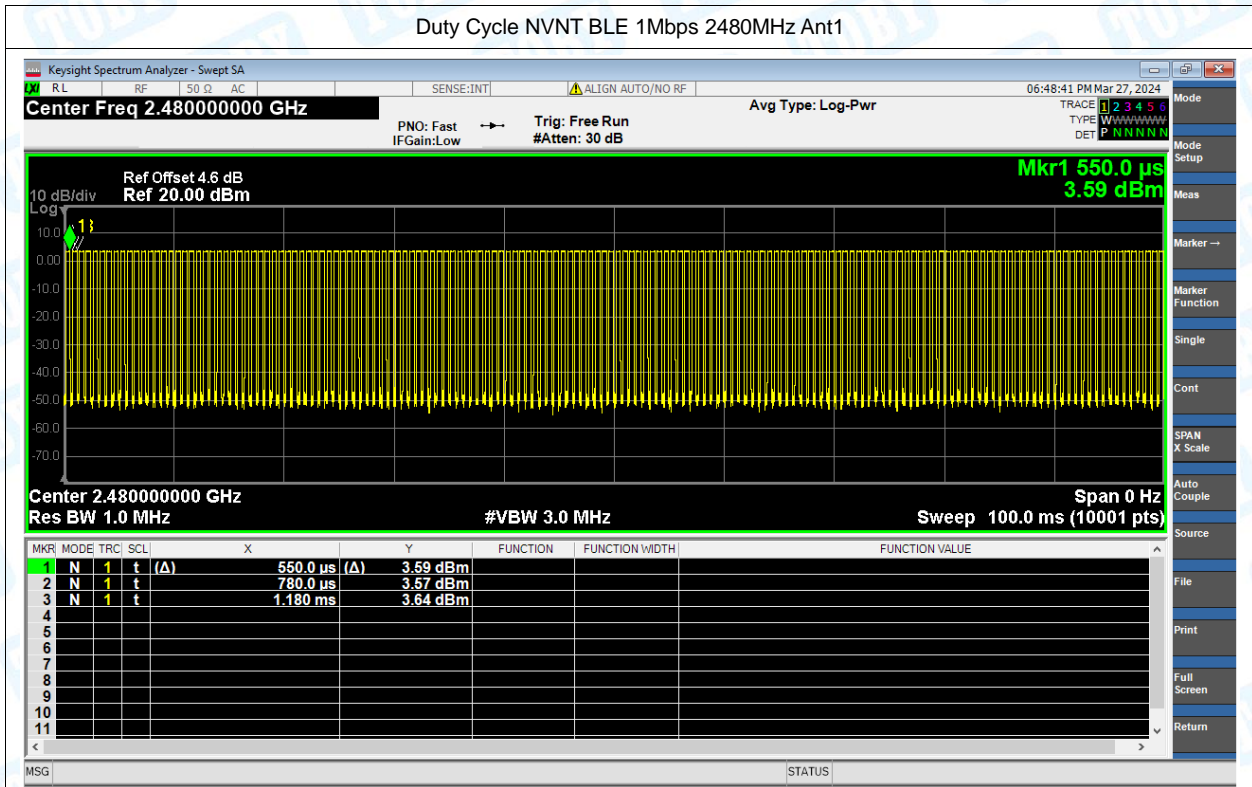 Duty Cycle NVNT BLE 1Mbps 2480MHz Ant1
Keysight Spectrum Analyzer - Swept SA
LXI RL RF 50 Ω AC SENSE:INT ALIGN AUTO/NO RF 06:48:41 PM Mar 27, 2024
Center Freq 2.480000000 GHz
PNO: Fast
IFGain:Low
Trig: Free Run
#Atten: 30 dB
Avg Type: Log-Pwr
TRACE 1 2 3 4 5 6
TYPE WWWWWWW
DET P N N N N N
Mkr1 550.0 µs
3.59 dBm
Ref Offset 4.6 dB
10 dB/div Ref 20.00 dBm
Log
10.0
0.00
-10.0
-20.0
-30.0
-40.0
-50.0
-60.0
-70.0
1
3
Center 2.480000000 GHz Span 0 Hz
Res BW 1.0 MHz #VBW 3.0 MHz Sweep 100.0 ms (10001 pts)
MKR MODE TRC SCL X Y FUNCTION FUNCTION WIDTH FUNCTION VALUE
1 N 1 t (Δ) 550.0 µs (Δ) 3.59 dBm
2 N 1 t 780.0 µs 3.57 dBm
3 N 1 t 1.180 ms 3.64 dBm
4
5
6
7
8
9
10
11
MSG STATUS
Mode
Mode
Setup
Meas
Marker →
Marker
Function
Single
Cont
SPAN
X Scale
Auto
Couple
Source
File
Print
Full
Screen
Return
TOBY